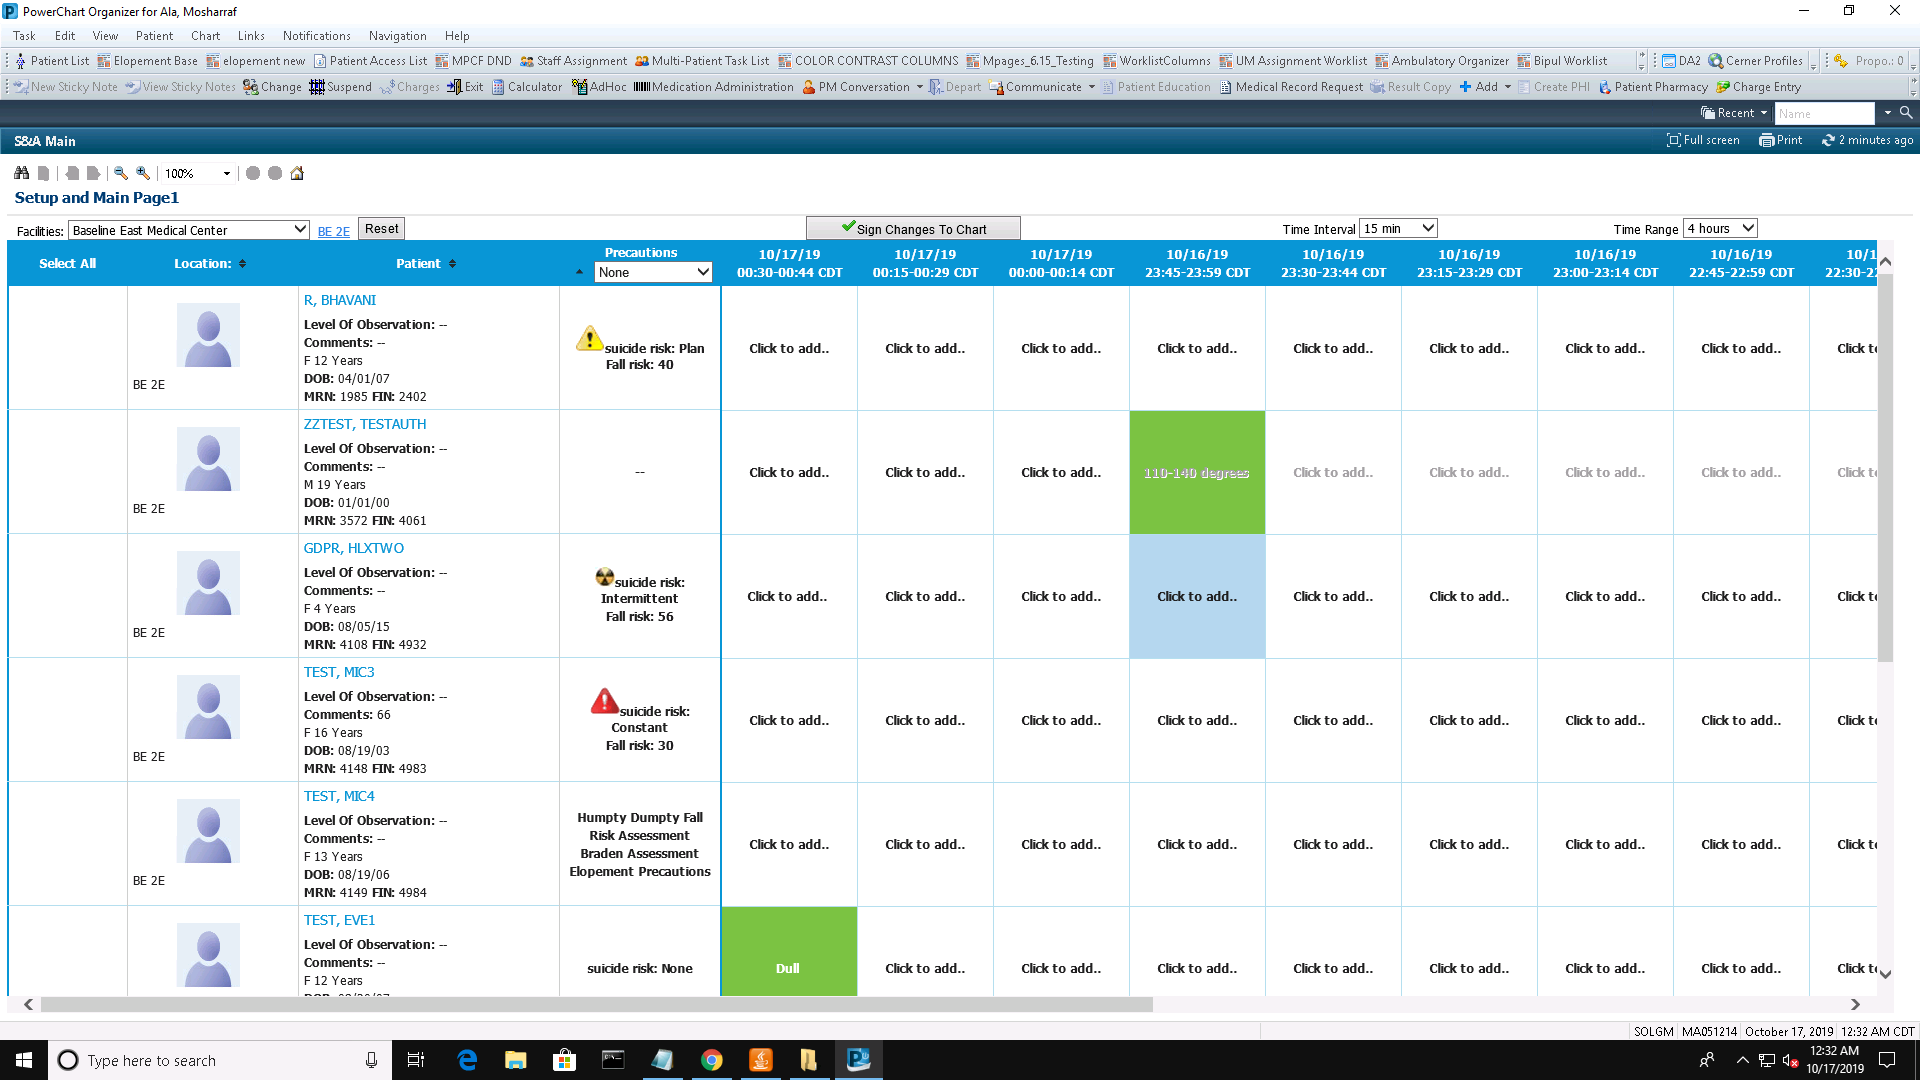 PowerChart Organizer for Ala, Mosharraf
Task Edit View Patient Chart Links Notifications Navigation Help
Patient List Elopement Base elopement new Patient Access List MPCF DND Staff Assignment Multi-Patient Task List COLOR CONTRAST COLUMNS Mpages_6.15_Testing WorklistColumns UM Assignment Worklist Ambulatory Organizer Bipul Worklist DA2 Cerner Profiles Propo.: 0
New Sticky Note View Sticky Notes Change Suspend Charges Exit Calculator AdHoc Medication Administration PM Conversation Depart Communicate Patient Education Medical Record Request Result Copy Add Create PHI Patient Pharmacy Charge Entry
Recent Name
S&A Main Full screen Print 2 minutes ago
100%
Setup and Main Page1
Facilities: Baseline East Medical Center BE 2E Reset Sign Changes To Chart Time Interval 15 min Time Range 4 hours
Select All Location: Patient Precautions None
10/17/19 10/17/19 10/17/19 10/16/19 10/16/19 10/16/19 10/16/19 10/16/19 10/1
00:30-00:44 CDT 00:15-00:29 CDT 00:00-00:14 CDT 23:45-23:59 CDT 23:30-23:44 CDT 23:15-23:29 CDT 23:00-23:14 CDT 22:45-22:59 CDT 22:30-22
R, BHAVANI
Level Of Observation: --
Comments: --
F 12 Years
DOB: 04/01/07
MRN: 1985 FIN: 2402
BE 2E
suicide risk: Plan
Fall risk: 40
Click to add.. Click to add.. Click to add.. Click to add.. Click to add.. Click to add.. Click to add.. Click to add.. Click t
ZZTEST, TESTAUTH
Level Of Observation: --
Comments: --
M 19 Years
DOB: 01/01/00
MRN: 3572 FIN: 4061
BE 2E
--
Click to add.. Click to add.. Click to add.. 110-140 degrees Click to add.. Click to add.. Click to add.. Click to add.. Click t
GDPR, HLXTWO
Level Of Observation: --
Comments: --
F 4 Years
DOB: 08/05/15
MRN: 4108 FIN: 4932
BE 2E
suicide risk:
Intermittent
Fall risk: 56
Click to add.. Click to add.. Click to add.. Click to add.. Click to add.. Click to add.. Click to add.. Click to add.. Click t
TEST, MIC3
Level Of Observation: --
Comments: 66
F 16 Years
DOB: 08/19/03
MRN: 4148 FIN: 4983
BE 2E
suicide risk:
Constant
Fall risk: 30
Click to add.. Click to add.. Click to add.. Click to add.. Click to add.. Click to add.. Click to add.. Click to add.. Click t
TEST, MIC4
Level Of Observation: --
Comments: --
F 13 Years
DOB: 08/19/06
MRN: 4149 FIN: 4984
BE 2E
Humpty Dumpty Fall
Risk Assessment
Braden Assessment
Elopement Precautions
Click to add.. Click to add.. Click to add.. Click to add.. Click to add.. Click to add.. Click to add.. Click to add.. Click t
TEST, EVE1
Level Of Observation: --
Comments: --
F 12 Years
suicide risk: None
Dull Click to add.. Click to add.. Click to add.. Click to add.. Click to add.. Click to add.. Click to add.. Click t
SOLGM MA051214 October 17, 2019 12:32 AM CDT
Type here to search
12:32 AM
10/17/2019